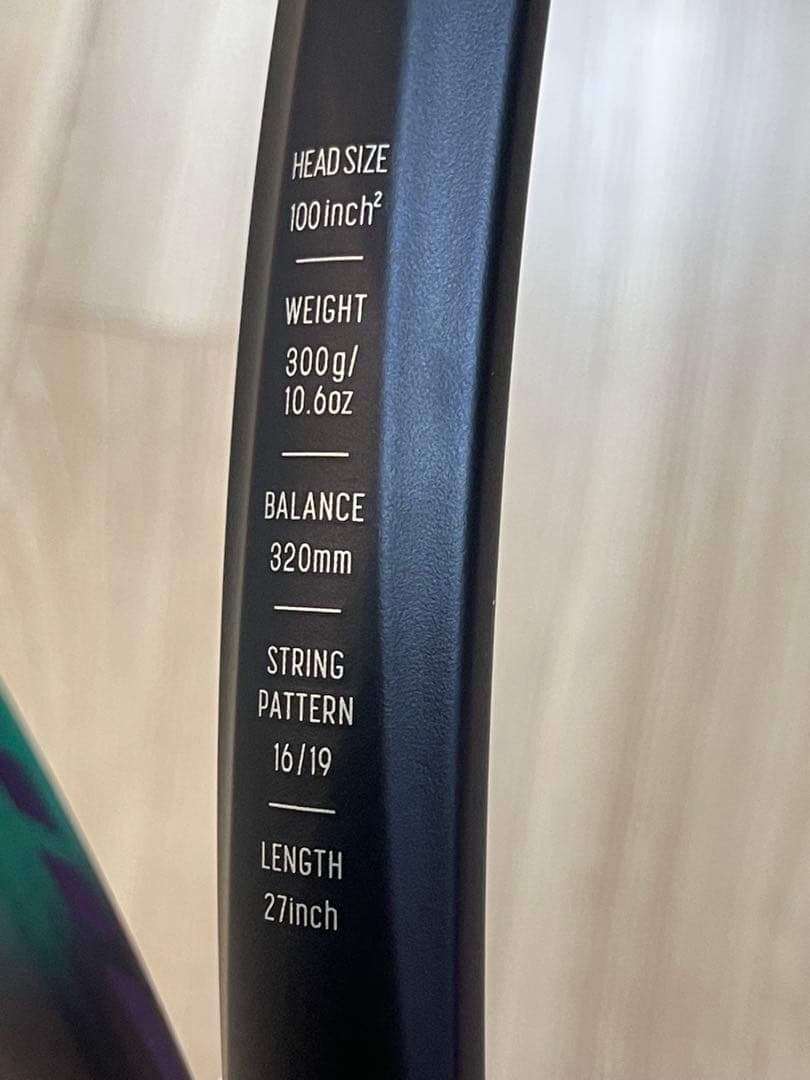 HEAD SIZE
100inch²
WEIGHT
300g/
10.6oz
BALANCE
320mm
STRING
PATTERN
16/19
LENGTH
27inch